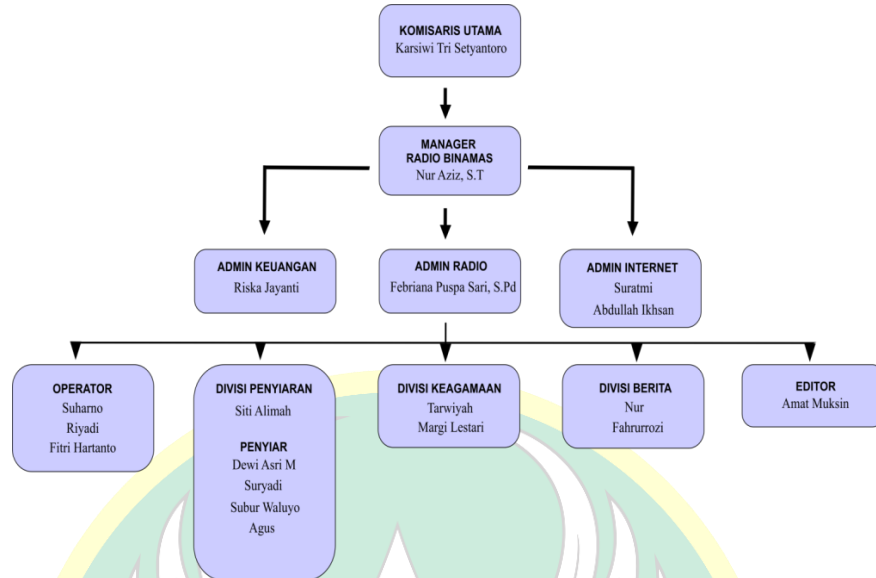 KOMISARIS UTAMA
Karsiwi Tri Setyantoro
MANAGER
RADIO BINAMAS
Nur Aziz, S.T
ADMIN KEUANGAN
Riska Jayanti
ADMIN RADIO
Febriana Puspa Sari, S.Pd
ADMIN INTERNET
Suratmi
Abdullah Ikhsan
OPERATOR
Suharno
Riyadi
Fitri Hartanto
DIVISI PENYIARAN
Siti Alimah
PENYIAR
Dewi Asri M
Suryadi
Subur Waluyo
Agus
DIVISI KEAGAMAAN
Tarwiyah
Margi Lestari
DIVISI BERITA
Nur
Fahrurrozi
EDITOR
Amat Muksin